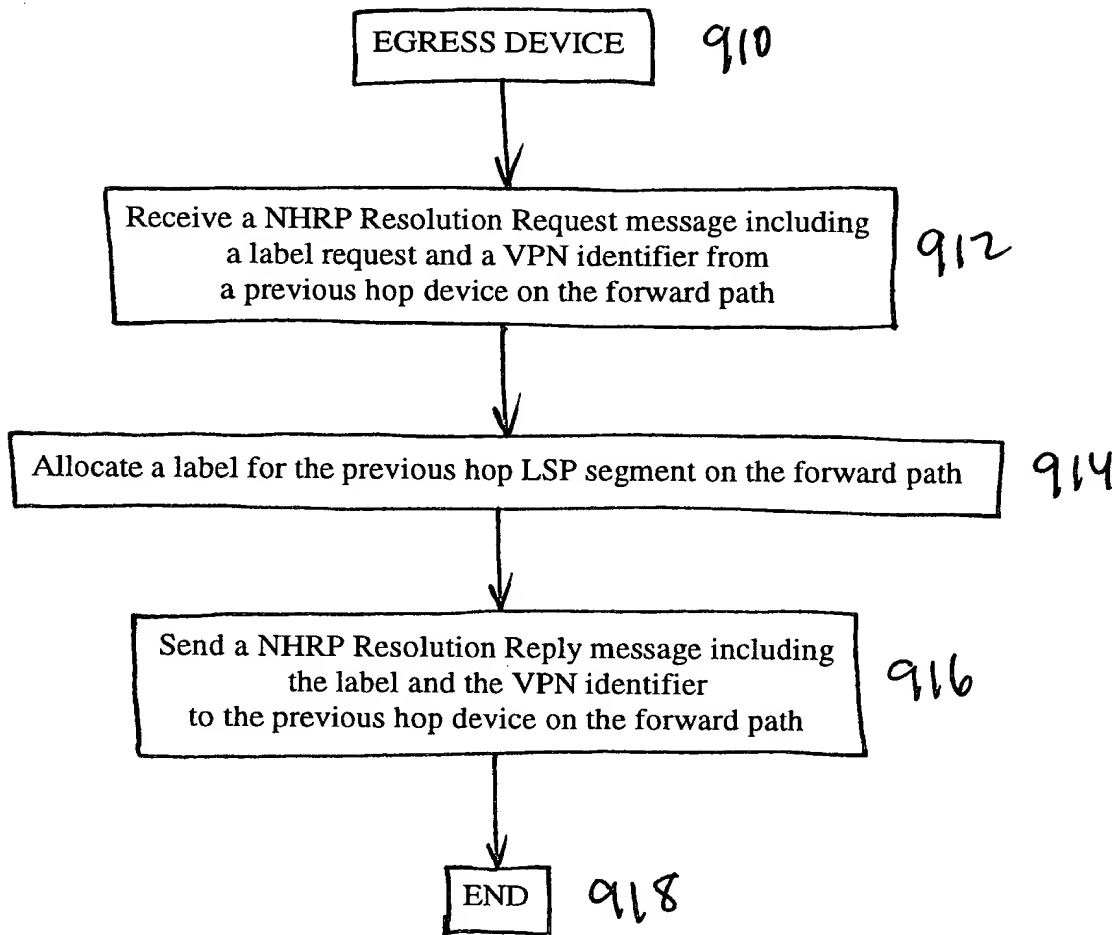 EGRESS DEVICE 910
Receive a NHRP Resolution Request message including
a label request and a VPN identifier from
a previous hop device on the forward path
912
Allocate a label for the previous hop LSP segment on the forward path 914
Send a NHRP Resolution Reply message including
the label and the VPN identifier
to the previous hop device on the forward path
916
END 918